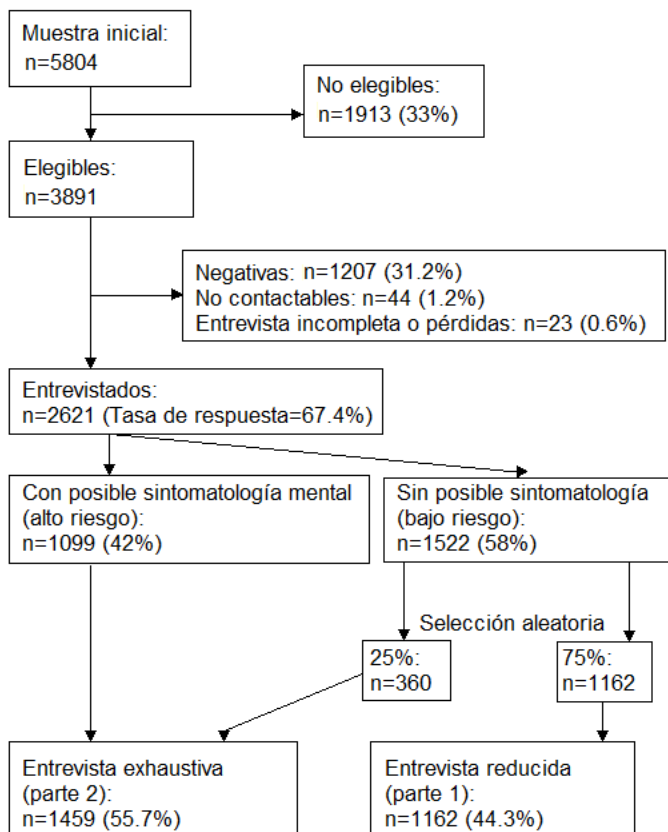 Muestra inicial:
n=5804
No elegibles:
n=1913 (33%)
Elegibles:
n=3891
Negativas: n=1207 (31.2%)
No contactables: n=44 (1.2%)
Entrevista incompleta o pérdidas: n=23 (0.6%)
Entrevistados:
n=2621 (Tasa de respuesta=67.4%)
Con posible sintomatología mental
(alto riesgo):
n=1099 (42%)
Sin posible sintomatología
(bajo riesgo):
n=1522 (58%)
Selección aleatoria
25%:
n=360
75%:
n=1162
Entrevista exhaustiva
(parte 2):
n=1459 (55.7%)
Entrevista reducida
(parte 1):
n=1162 (44.3%)